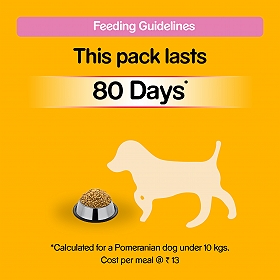 Feeding Guidelines
This pack lasts
80 Days*
*Calculated for a Pomeranian dog under 10 kgs.
Cost per meal @ ₹ 13